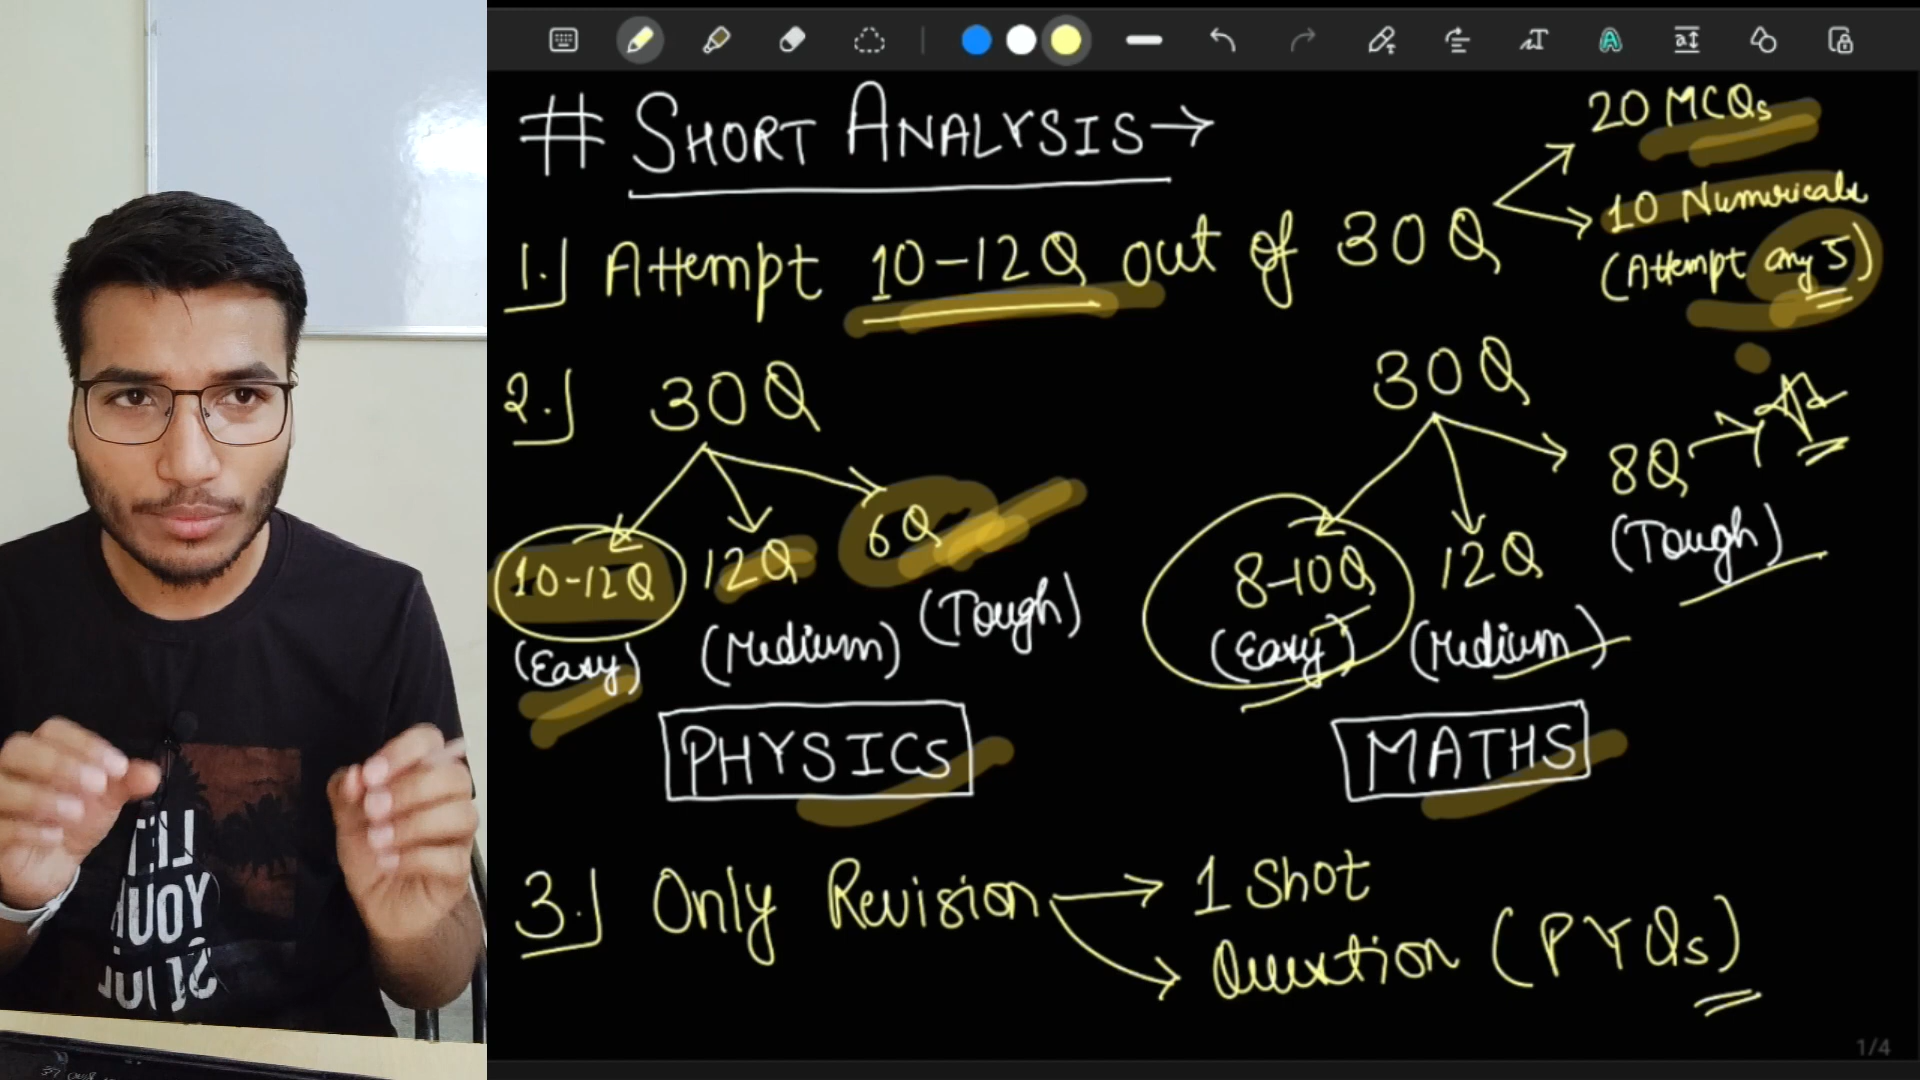 # SHORT ANALYSIS →
20 MCQs
1.) Attempt 10-12Q out of 30Q
10 Numericals
(Attempt any 5)
2.) 30Q
10-12Q
(Easy)
12Q
(Medium)
6Q
(Tough)
PHYSICS
30Q
8-10Q
(Easy)
12Q
(Medium)
8Q
(Tough)
MATHS
3.) Only Revision → 1 Shot
→ Question (PYQs)
LET
YOUR
1/4